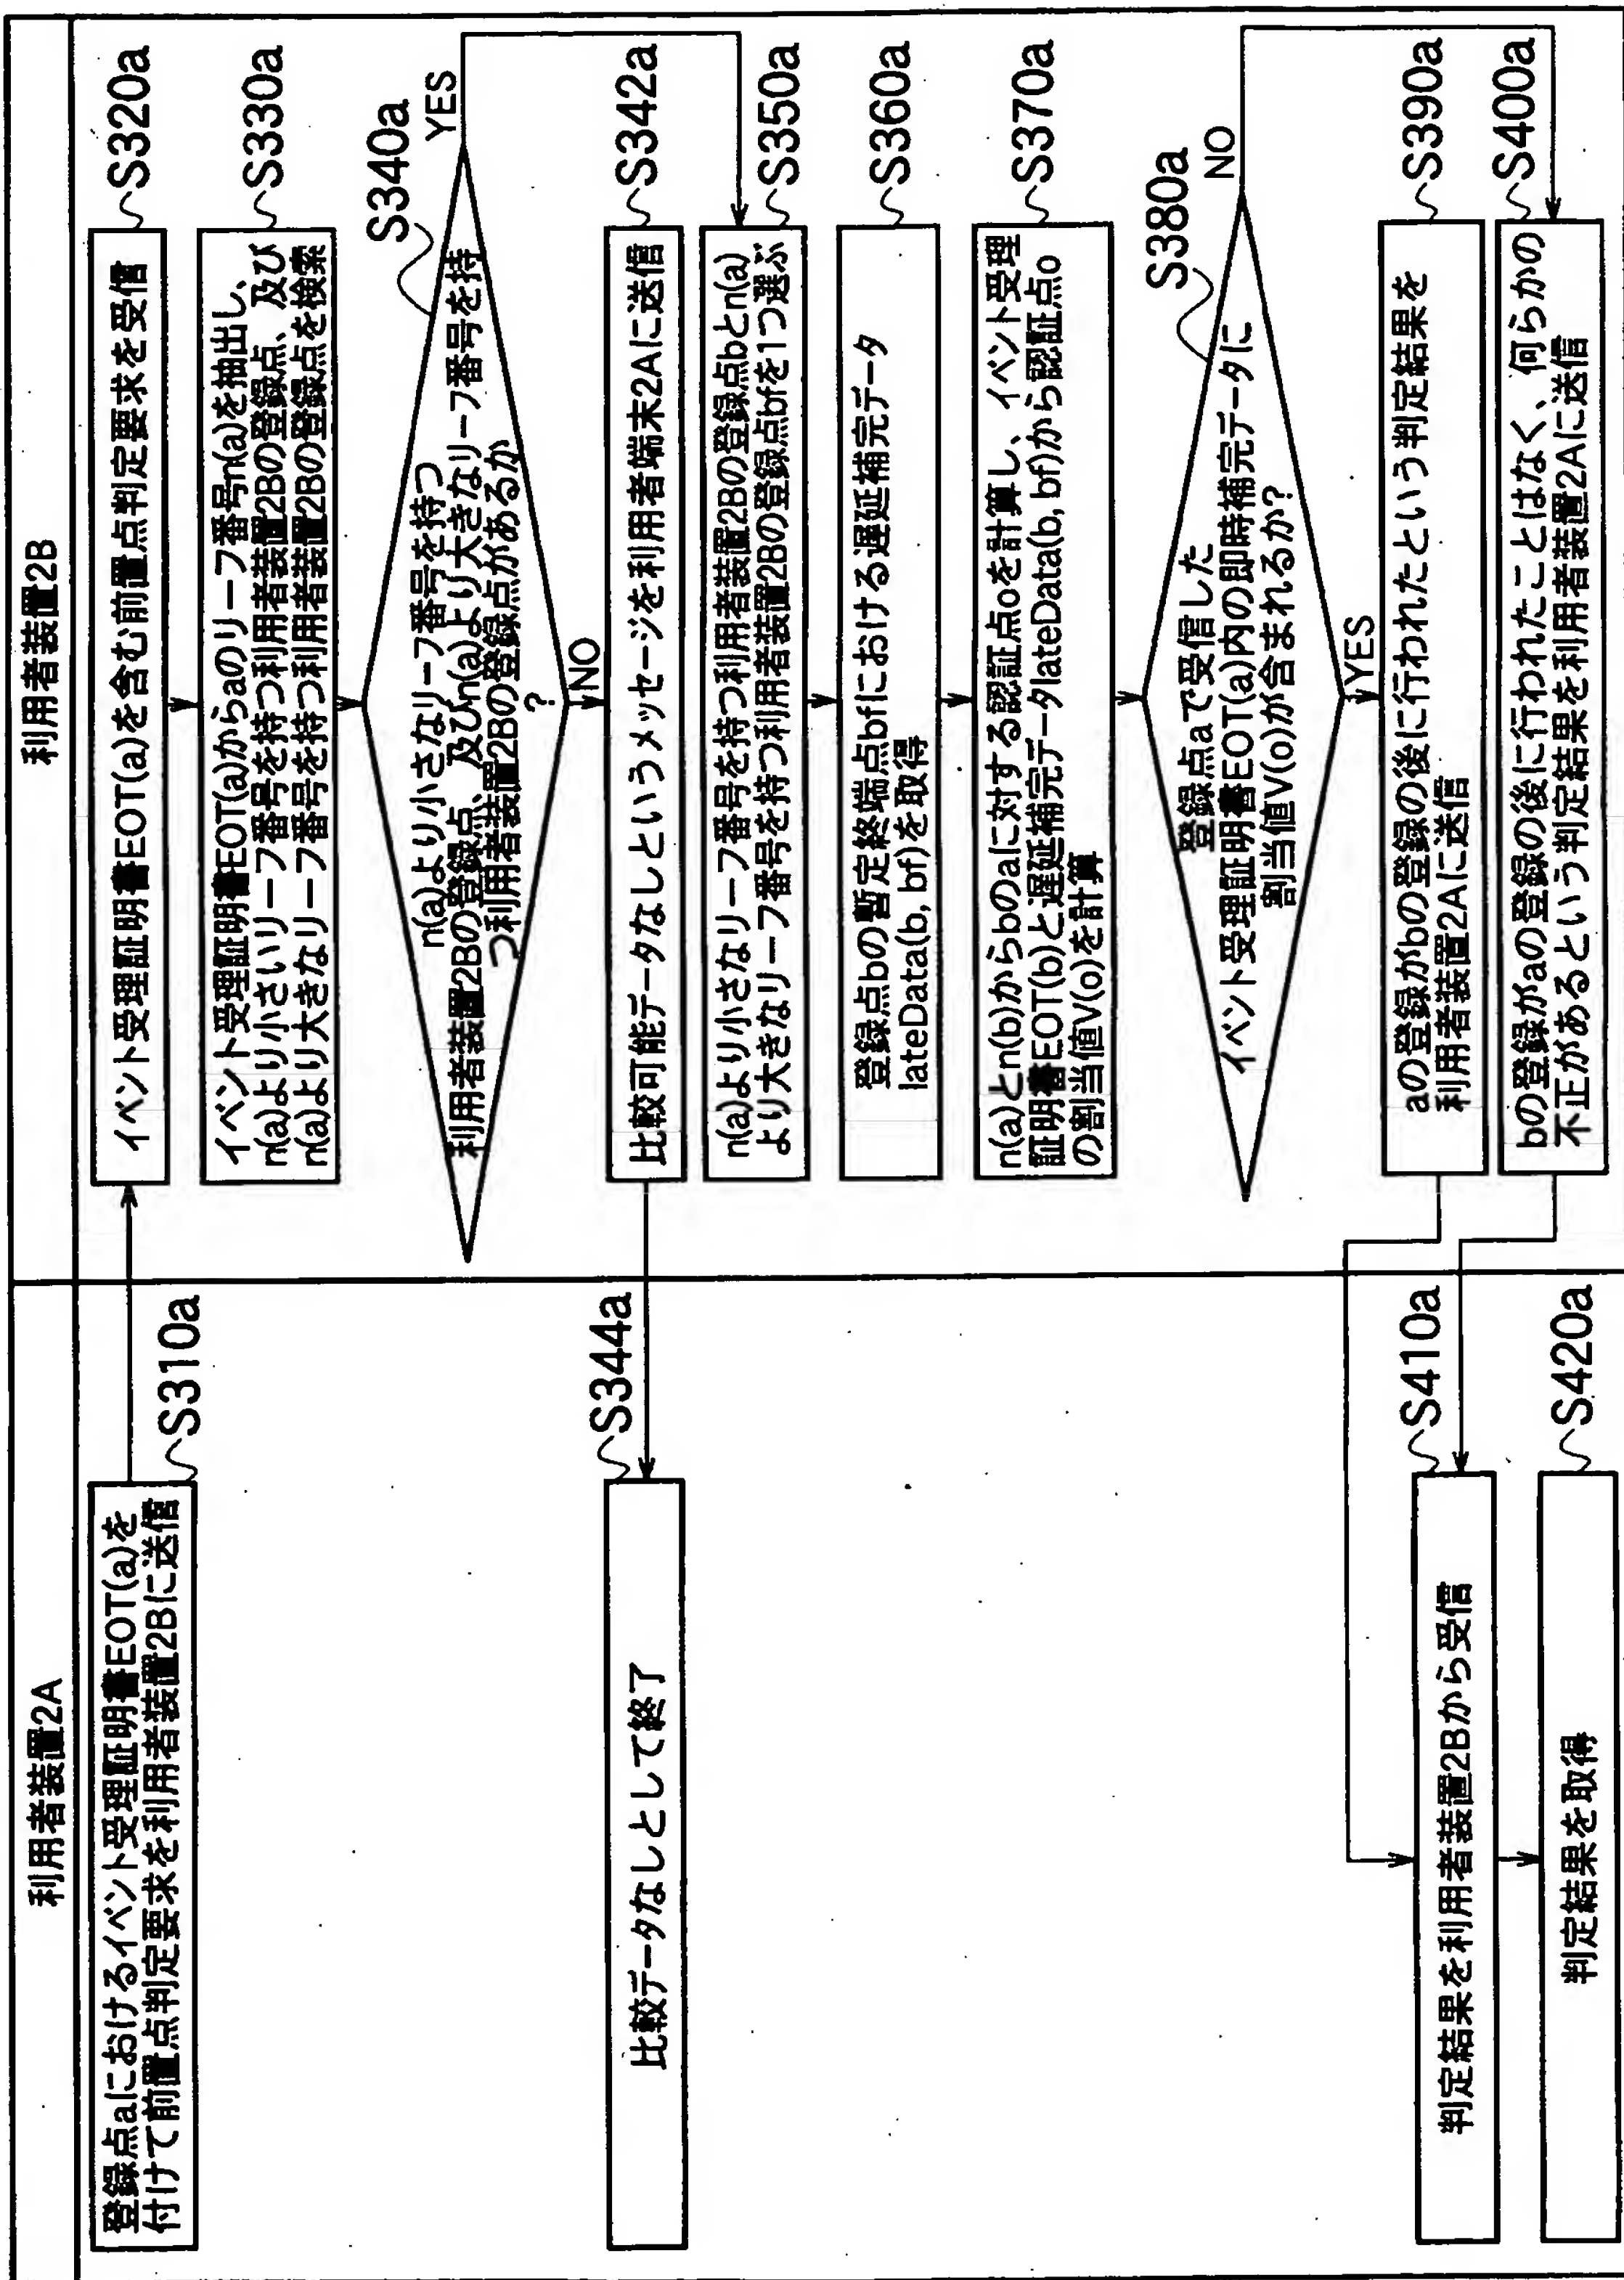 利用者装置2A
登録点aにおけるイベント受理証明書EOT(a)を
付けて前置点判定要求を利用者装置2Bに送信
S310a
比較データなしとして終了
S344a
判定結果を利用者装置2Bから受信
S410a
判定結果を取得
S420a
利用者装置2B
イベント受理証明書EOT(a)を含む前置点判定要求を受信
S320a
イベント受理証明書EOT(a)からaのリーフ番号n(a)を抽出し、
n(a)より小さいリーフ番号を持つ利用者装置2Bの登録点、及び
n(a)より大きなリーフ番号を持つ利用者装置2Bの登録点を検索
S330a
n(a)より小さなリーフ番号を持つ
利用者装置2Bの登録点、及びn(a)より大きなリーフ番号を持
つ利用者装置2Bの登録点があるか
?
S340a
YES
NO
比較可能データなしというメッセージを利用者端末2Aに送信
S342a
n(a)より小さなリーフ番号を持つ利用者装置2Bの登録点bとn(a)
より大きなリーフ番号を持つ利用者装置2Bの登録点bfを1つ選ぶ
S350a
登録点bの暫定終端点bfにおける遅延補完データ
lateData(b, bf)を取得
S360a
n(a)とn(b)からbのaに対する認証点oを計算し、イベント受理
証明書EOT(b)と遅延補完データlateData(b, bf)から認証点o
の割当値V(o)を計算
S370a
登録点aで受信した
イベント受理証明書EOT(a)内の即時補完データに
割当値V(o)が含まれるか?
S380a
NO
YES
aの登録がbの登録の後に行われたという判定結果を
利用者装置2Aに送信
S390a
bの登録がaの登録の後に行われたことはなく、何らかの
不正があるという判定結果を利用者装置2Aに送信
S400a